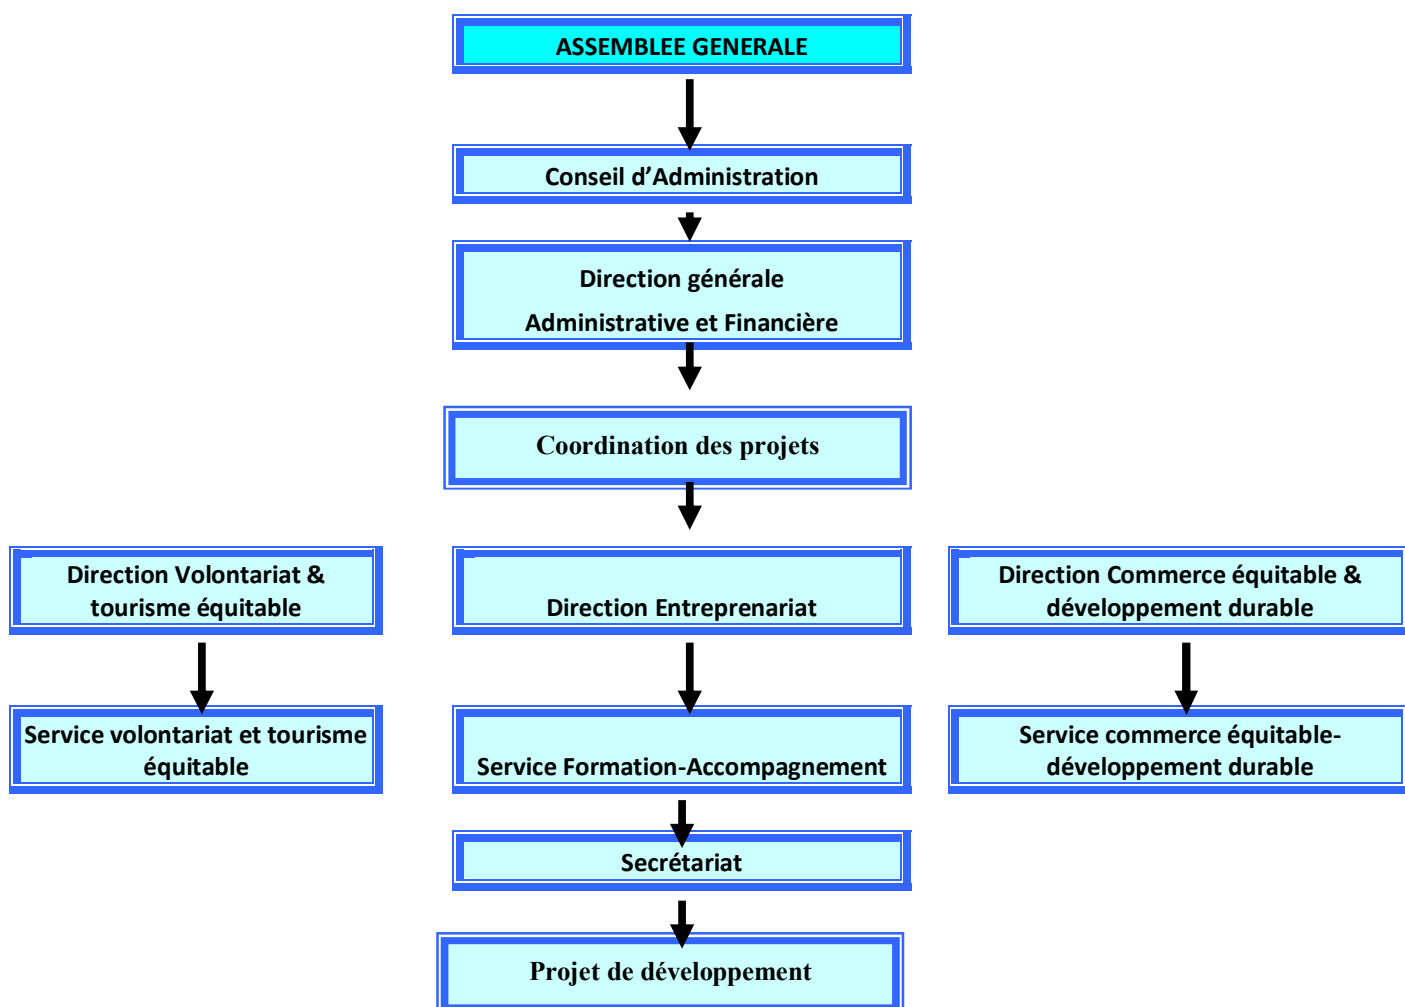 ASSEMBLEE GENERALE
Conseil d’Administration
Direction générale
Administrative et Financière
Coordination des projets
Direction Volontariat &
tourisme équitable
Direction Entreprenariat
Direction Commerce équitable &
développement durable
Service volontariat et tourisme
équitable
Service Formation-Accompagnement
Service commerce équitable-
développement durable
Secrétariat
Projet de développement